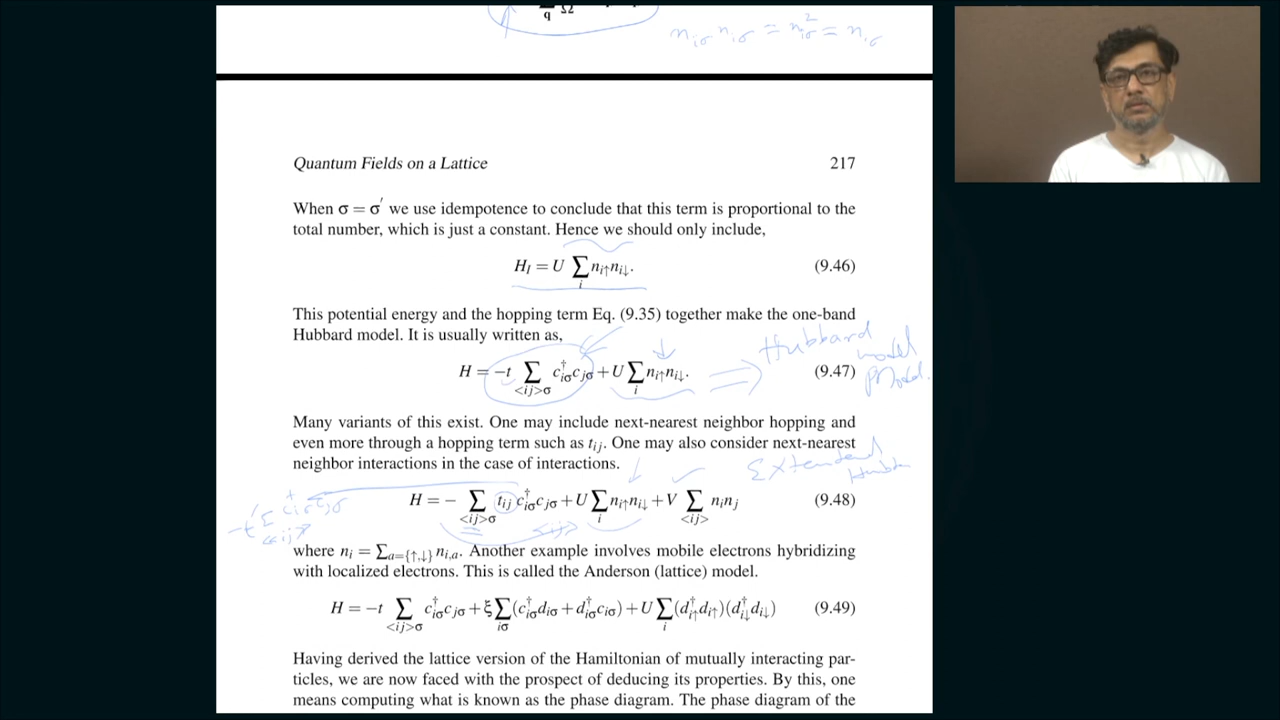 q Ω
n_{iσ} n_{iσ} = n_{iσ}^2 = n_{iσ}
Quantum Fields on a Lattice 217
When σ = σ′ we use idempotence to conclude that this term is proportional to the
total number, which is just a constant. Hence we should only include,
H_I = U ∑_i n_{i↑}n_{i↓}. (9.46)
This potential energy and the hopping term Eq. (9.35) together make the one-band
Hubbard model. It is usually written as,
Hubbard
model
H = −t ∑_{<ij>σ} c†_{iσ}c_{jσ} + U ∑_i n_{i↑}n_{i↓}. (9.47)
Many variants of this exist. One may include next-nearest neighbor hopping and
even more through a hopping term such as t_{ij}. One may also consider next-nearest
neighbor interactions in the case of interactions.
Extended
H = − ∑_{<ij>σ} t_{ij} c†_{iσ}c_{jσ} + U ∑_i n_{i↑}n_{i↓} + V ∑_{<ij>} n_i n_j (9.48)
<ij>
where n_i = ∑_{a={↑,↓}} n_{i,a}. Another example involves mobile electrons hybridizing
with localized electrons. This is called the Anderson (lattice) model.
H = −t ∑_{<ij>σ} c†_{iσ}c_{jσ} + ξ ∑_{iσ} (c†_{iσ}d_{iσ} + d†_{iσ}c_{iσ}) + U ∑_i (d†_{i↑}d_{i↑})(d†_{i↓}d_{i↓}) (9.49)
Having derived the lattice version of the Hamiltonian of mutually interacting par-
ticles, we are now faced with the prospect of deducing its properties. By this, one
means computing what is known as the phase diagram. The phase diagram of the